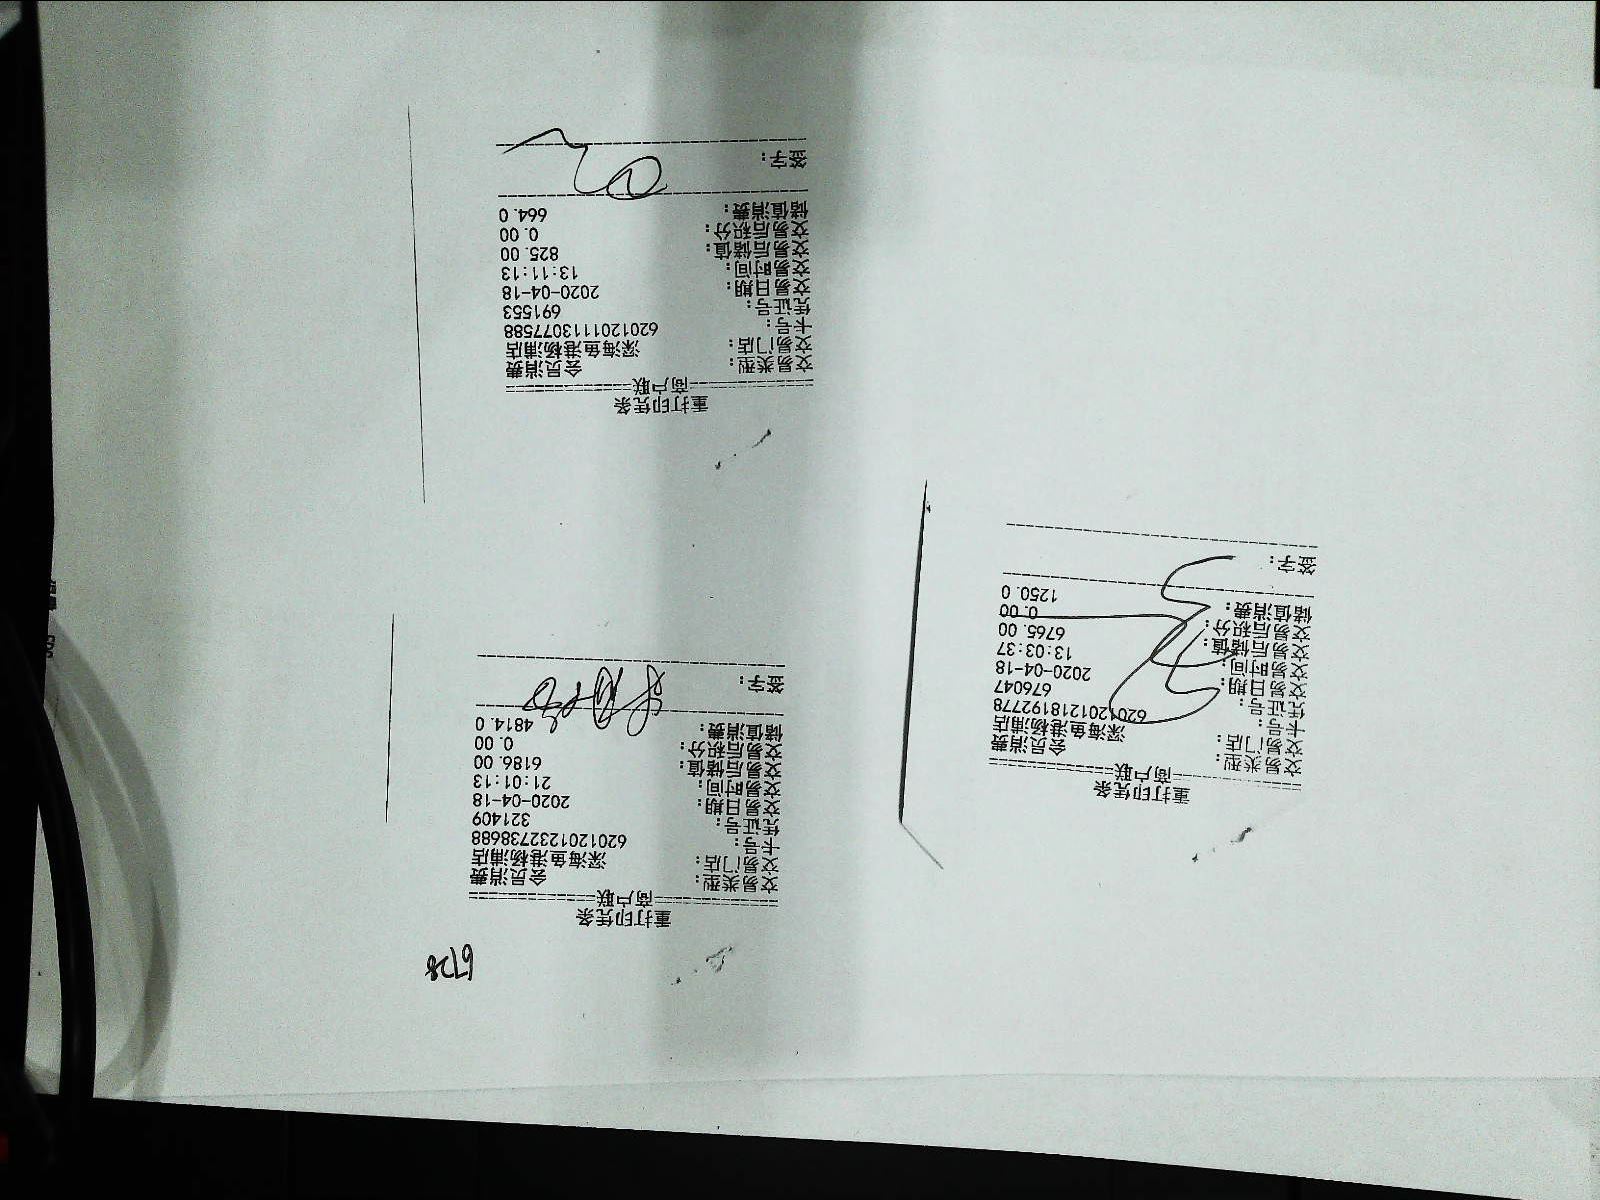 重打印凭条
=============商户联=============
交易类型: 会员消费
交易门店: 深海鱼港杨浦店
卡号: 6201201218192778
凭证号: 676047
交易日期: 2020-04-18
交易时间: 13:03:37
交易后储值: 6765.00
交易后积分: 0.00
储值消费: 1250.0
签字:
6728
重打印凭条
=============商户联=============
交易类型: 会员消费
交易门店: 深海鱼港杨浦店
卡号: 6201201232738688
凭证号: 321409
交易日期: 2020-04-18
交易时间: 21:01:13
交易后储值: 6186.00
交易后积分: 0.00
储值消费: 4814.0
签字:
重打印凭条
=============商户联=============
交易类型: 会员消费
交易门店: 深海鱼港杨浦店
卡号: 6201201113077588
凭证号: 691553
交易日期: 2020-04-18
交易时间: 13:11:13
交易后储值: 825.00
交易后积分: 0.00
储值消费: 664.0
签字: